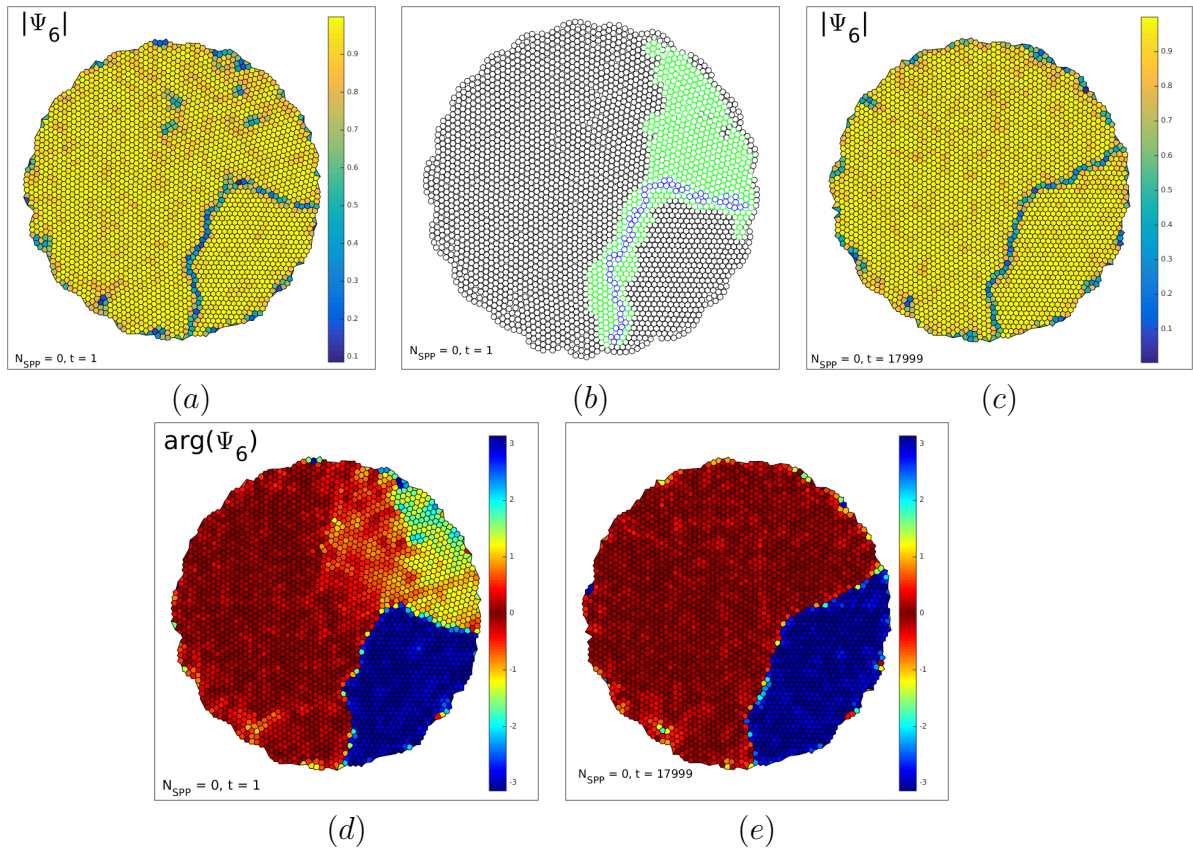 |Ψ6|
0.9
0.8
0.7
0.6
0.5
0.4
0.3
0.2
0.1
NSPP = 0, t = 1
(a)
NSPP = 0, t = 1
(b)
|Ψ6|
0.9
0.8
0.7
0.6
0.5
0.4
0.3
0.2
0.1
NSPP = 0, t = 17999
(c)
arg(Ψ6)
3
2
1
0
-1
-2
-3
NSPP = 0, t = 1
(d)
3
2
1
0
-1
-2
-3
NSPP = 0, t = 17999
(e)